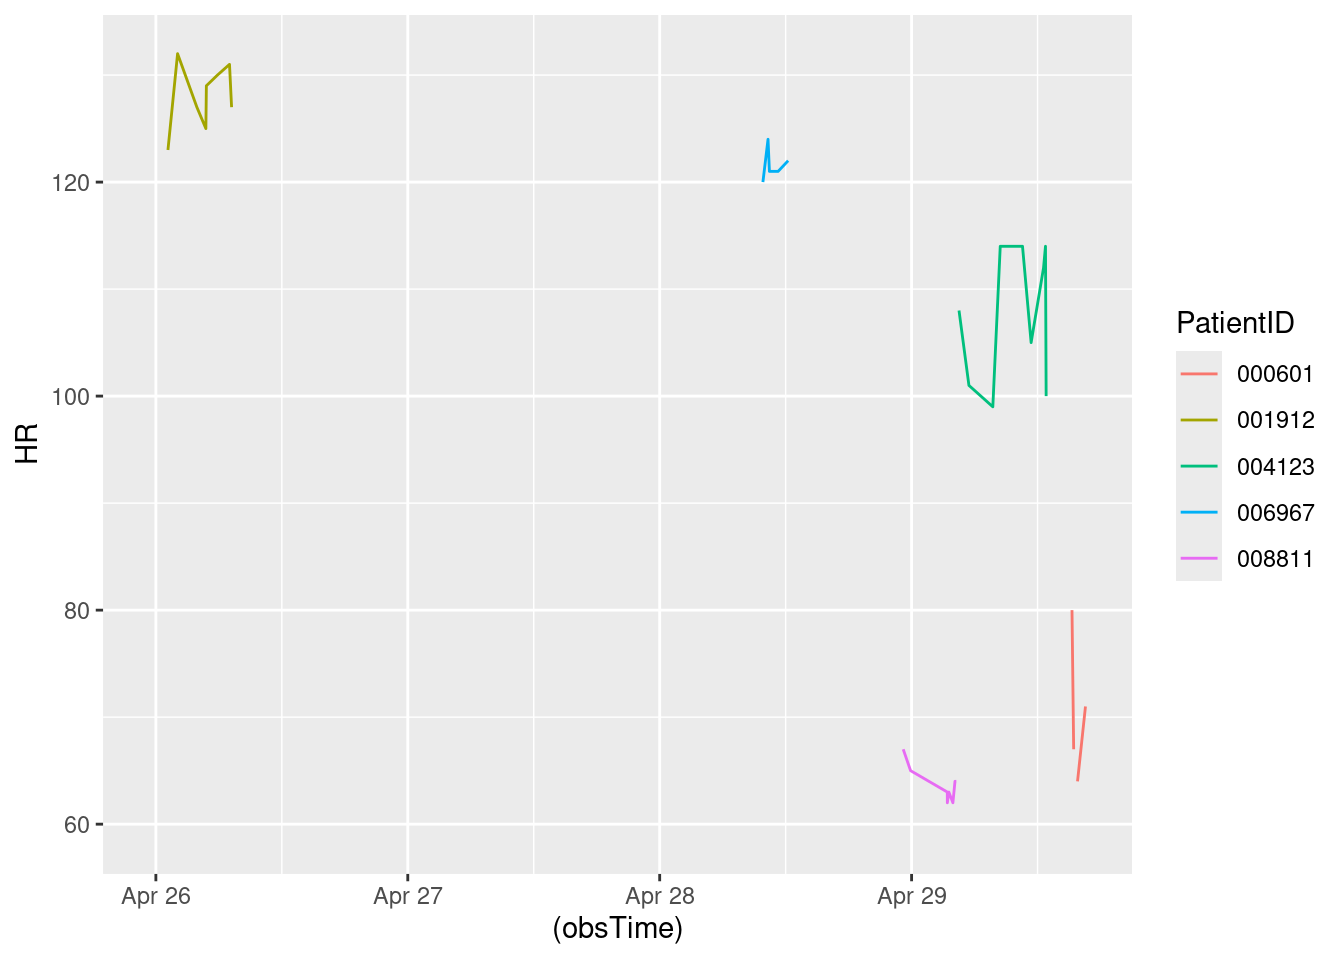 HR
120
100
80
60
Apr 26
Apr 27
Apr 28
Apr 29
(obsTime)
PatientID
000601
001912
004123
006967
008811